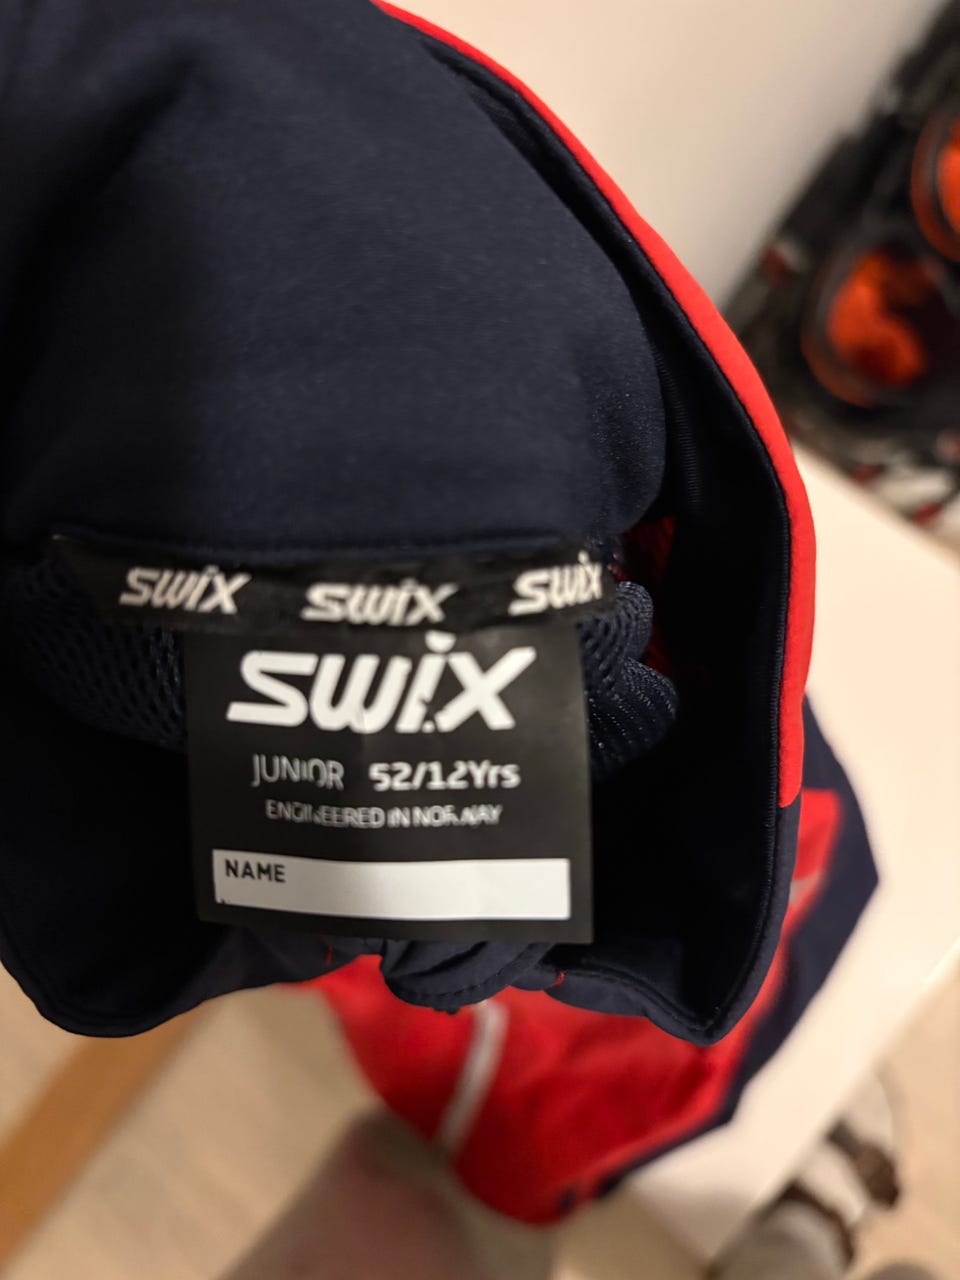 SWIX SWIX SWIX
SWIX
JUNIOR 52/12Yrs
ENGINEERED IN NORWAY
NAME